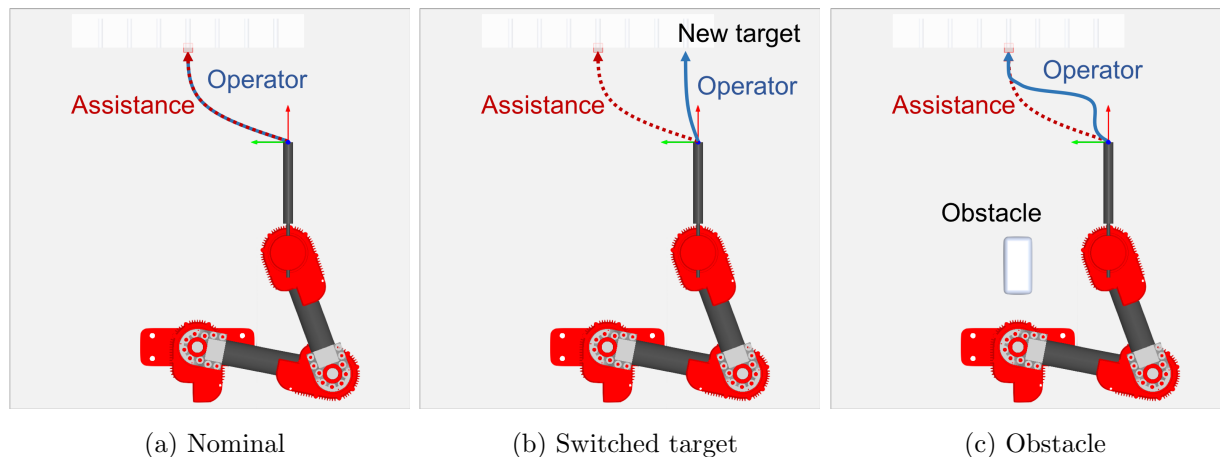 Operator
Assistance
New target
Operator
Assistance
Operator
Assistance
Obstacle
(a) Nominal
(b) Switched target
(c) Obstacle